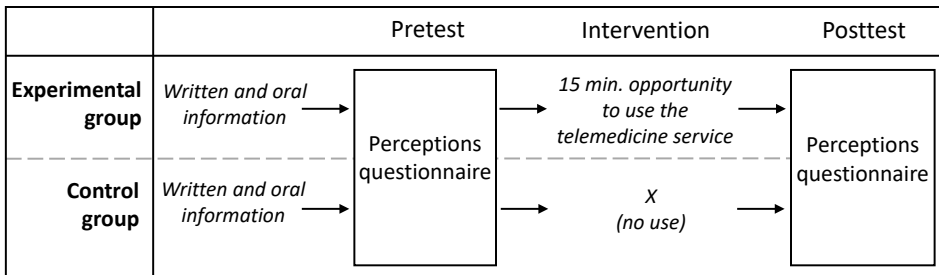 Pretest
Intervention
Posttest
Experimental
group
Written and oral
information
Perceptions
questionnaire
15 min. opportunity
to use the
telemedicine service
Perceptions
questionnaire
Control
group
Written and oral
information
X
(no use)